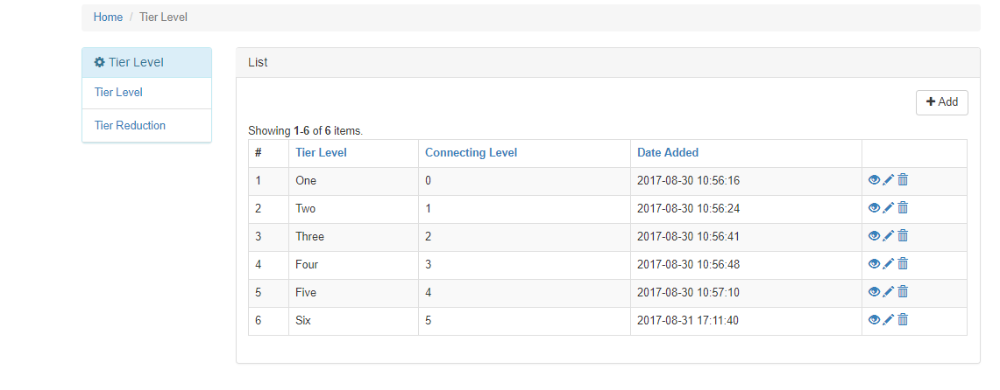 Home / Tier Level
Tier Level
Tier Level
Tier Reduction
List
Add
Showing 1-6 of 6 items.
# Tier Level Connecting Level Date Added
1 One 0 2017-08-30 10:56:16
2 Two 1 2017-08-30 10:56:24
3 Three 2 2017-08-30 10:56:41
4 Four 3 2017-08-30 10:56:48
5 Five 4 2017-08-30 10:57:10
6 Six 5 2017-08-31 17:11:40